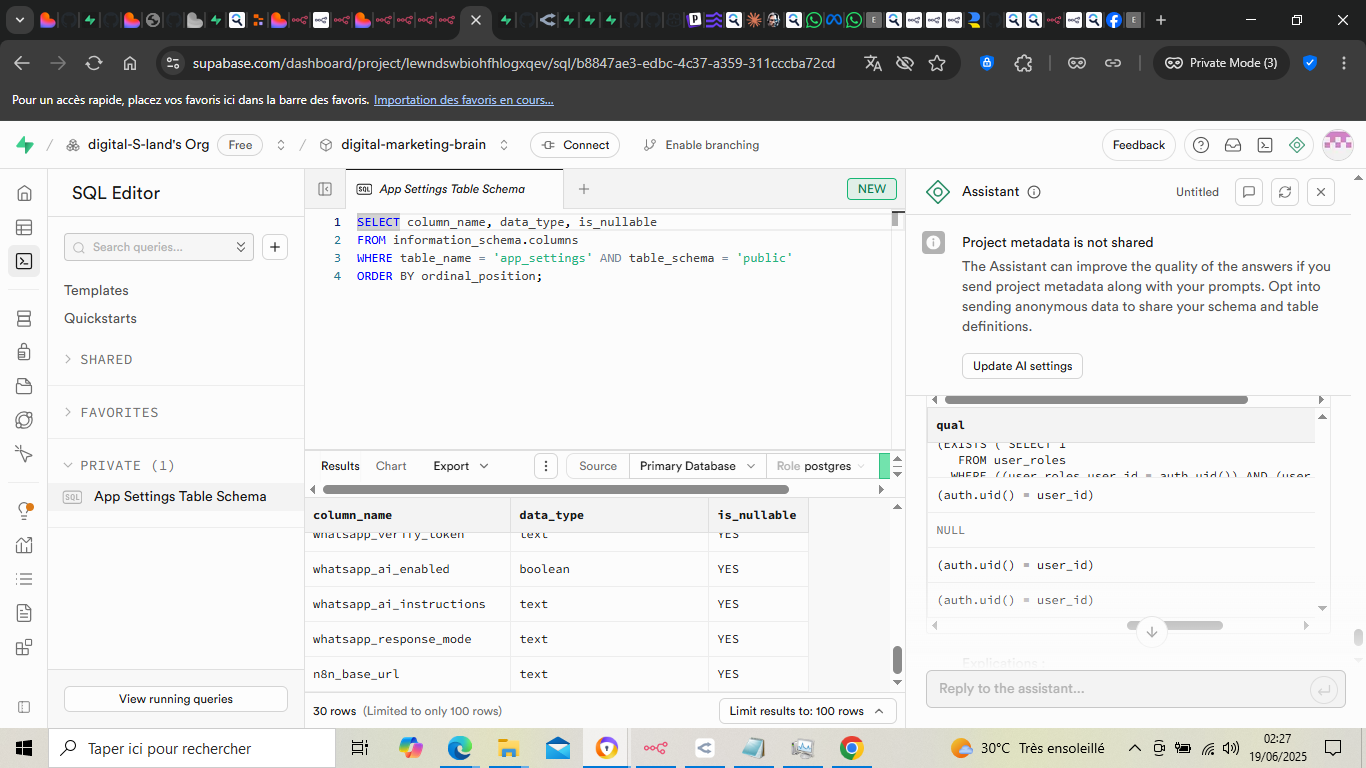 supabase.com/dashboard/project/lewndswbiohfhlogxqev/sql/b8847ae3-edbc-4c37-a359-311cccba72cd
Private Mode (3)
Pour un accès rapide, placez vos favoris ici dans la barre des favoris. Importation des favoris en cours...
/ digital-S-land's Org Free / digital-marketing-brain Connect Enable branching Feedback
SQL Editor
Search queries...
Templates
Quickstarts
SHARED
FAVORITES
PRIVATE (1)
SQL App Settings Table Schema
View running queries
SQL App Settings Table Schema
NEW
1 SELECT column_name, data_type, is_nullable
2 FROM information_schema.columns
3 WHERE table_name = 'app_settings' AND table_schema = 'public'
4 ORDER BY ordinal_position;
Results Chart Export Source Primary Database Role postgres
column_name data_type is_nullable
whatsapp_verify_token text YES
whatsapp_ai_enabled boolean YES
whatsapp_ai_instructions text YES
whatsapp_response_mode text YES
n8n_base_url text YES
30 rows (Limited to only 100 rows) Limit results to: 100 rows
Assistant Untitled
Project metadata is not shared
The Assistant can improve the quality of the answers if you
send project metadata along with your prompts. Opt into
sending anonymous data to share your schema and table
definitions.
Update AI settings
qual
(EXISTS ( SELECT 1
FROM user_roles
WHERE ((user_roles.user_id = auth.uid()) AND (user_
(auth.uid() = user_id)
NULL
(auth.uid() = user_id)
(auth.uid() = user_id)
Explications :
Reply to the assistant...
Taper ici pour rechercher
30°C Très ensoleillé
02:27
19/06/2025